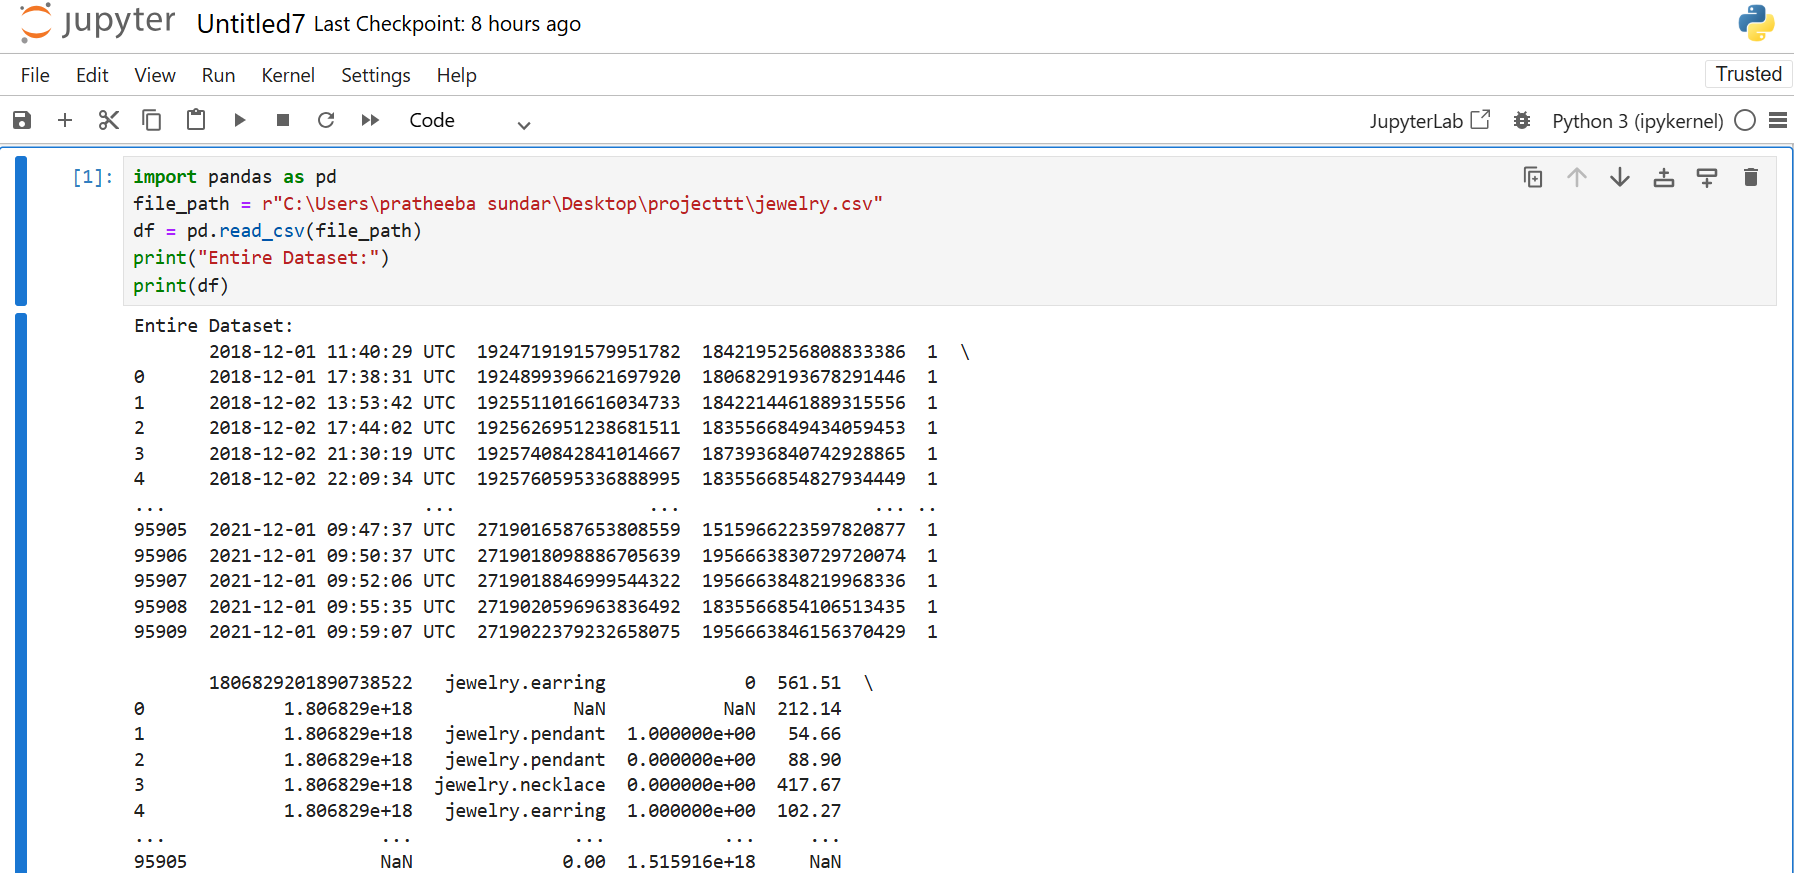 jupyter Untitled7 Last Checkpoint: 8 hours ago
File Edit View Run Kernel Settings Help Trusted
Code JupyterLab Python 3 (ipykernel)
[1]: import pandas as pd
file_path = r"C:\Users\pratheeba sundar\Desktop\projecttt\jewelry.csv"
df = pd.read_csv(file_path)
print("Entire Dataset:")
print(df)
Entire Dataset:
2018-12-01 11:40:29 UTC 1924719191579951782 1842195256808833386 1 \
0 2018-12-01 17:38:31 UTC 1924899396621697920 1806829193678291446 1
1 2018-12-02 13:53:42 UTC 1925511016616034733 1842214461889315556 1
2 2018-12-02 17:44:02 UTC 1925626951238681511 1835566849434059453 1
3 2018-12-02 21:30:19 UTC 1925740842841014667 1873936840742928865 1
4 2018-12-02 22:09:34 UTC 1925760595336888995 1835566854827934449 1
... ... ... ... ..
95905 2021-12-01 09:47:37 UTC 2719016587653808559 1515966223597820877 1
95906 2021-12-01 09:50:37 UTC 2719018098886705639 1956663830729720074 1
95907 2021-12-01 09:52:06 UTC 2719018846999544322 1956663848219968336 1
95908 2021-12-01 09:55:35 UTC 2719020596963836492 1835566854106513435 1
95909 2021-12-01 09:59:07 UTC 2719022379232658075 1956663846156370429 1
1806829201890738522 jewelry.earring 0 561.51 \
0 1.806829e+18 NaN NaN 212.14
1 1.806829e+18 jewelry.pendant 1.000000e+00 54.66
2 1.806829e+18 jewelry.pendant 0.000000e+00 88.90
3 1.806829e+18 jewelry.necklace 0.000000e+00 417.67
4 1.806829e+18 jewelry.earring 1.000000e+00 102.27
... ... ... ... ...
95905 NaN 0.00 1.515916e+18 NaN